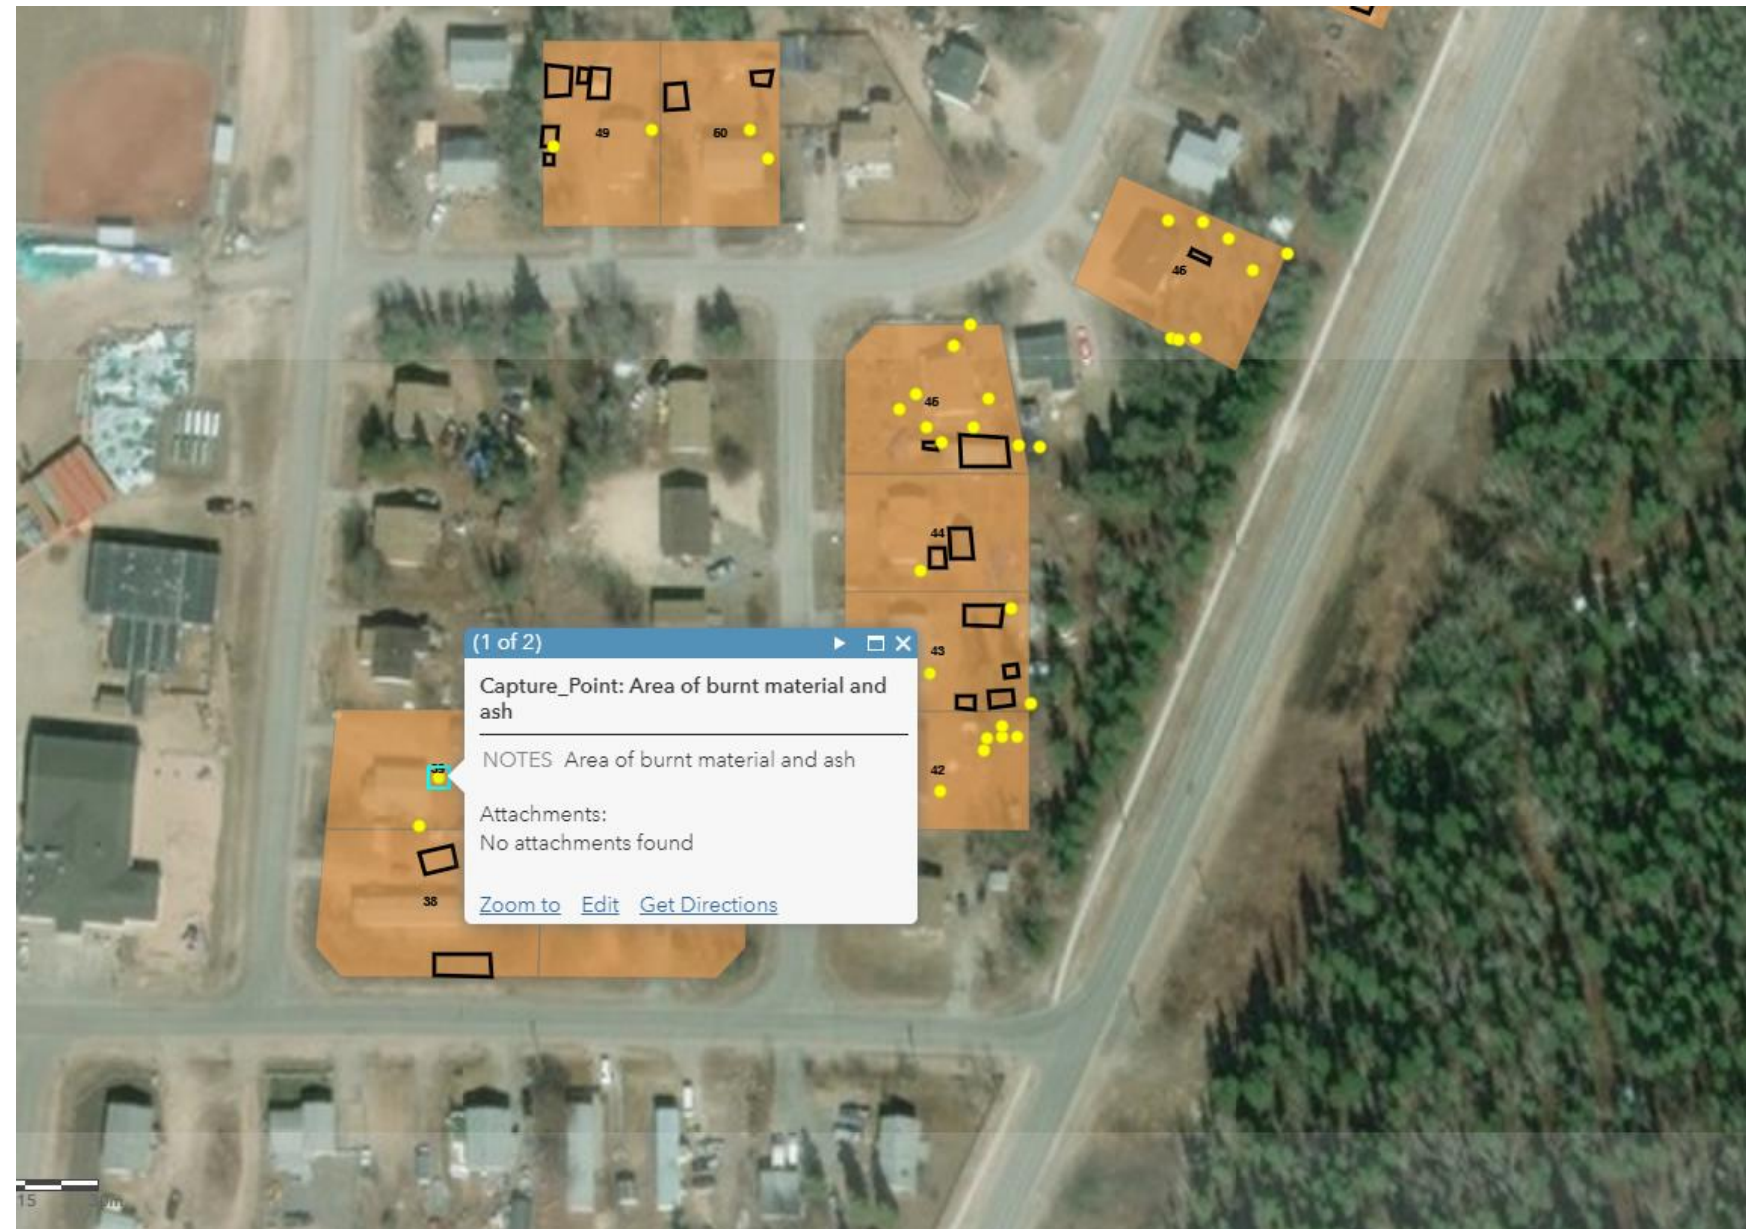 49
50
46
45
44
43
(1 of 2)
Capture_Point: Area of burnt material and
ash
NOTES Area of burnt material and ash
42
Attachments:
No attachments found
38
Zoom to Edit Get Directions
15